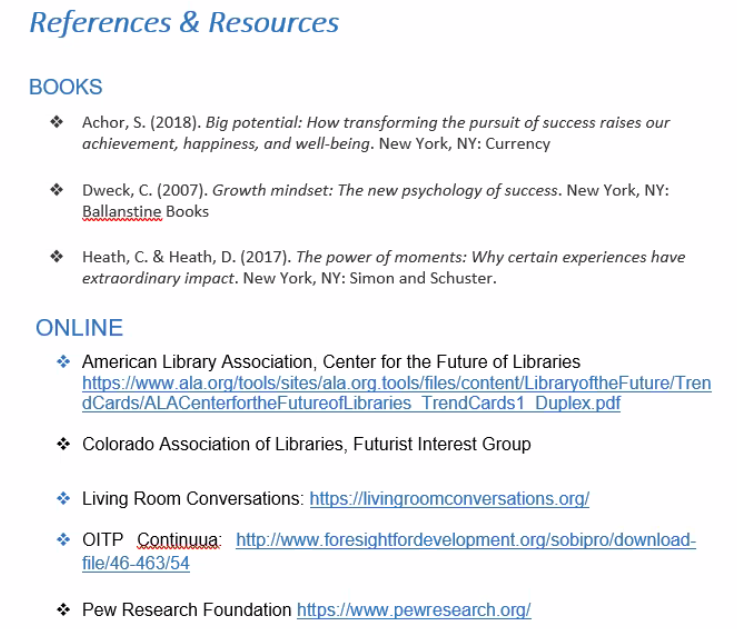 References & Resources
BOOKS
Achor, S. (2018). Big potential: How transforming the pursuit of success raises our
achievement, happiness, and well-being. New York, NY: Currency
Dweck, C. (2007). Growth mindset: The new psychology of success. New York, NY:
Ballanstine Books
Heath, C. & Heath, D. (2017). The power of moments: Why certain experiences have
extraordinary impact. New York, NY: Simon and Schuster.
ONLINE
American Library Association, Center for the Future of Libraries
https://www.ala.org/tools/sites/ala.org.tools/files/content/LibraryoftheFuture/Tren
dCards/ALACenterfortheFutureofLibraries_TrendCards1_Duplex.pdf
Colorado Association of Libraries, Futurist Interest Group
Living Room Conversations: https://livingroomconversations.org/
OITP Continuua: http://www.foresightfordevelopment.org/sobipro/download-
file/46-463/54
Pew Research Foundation https://www.pewresearch.org/